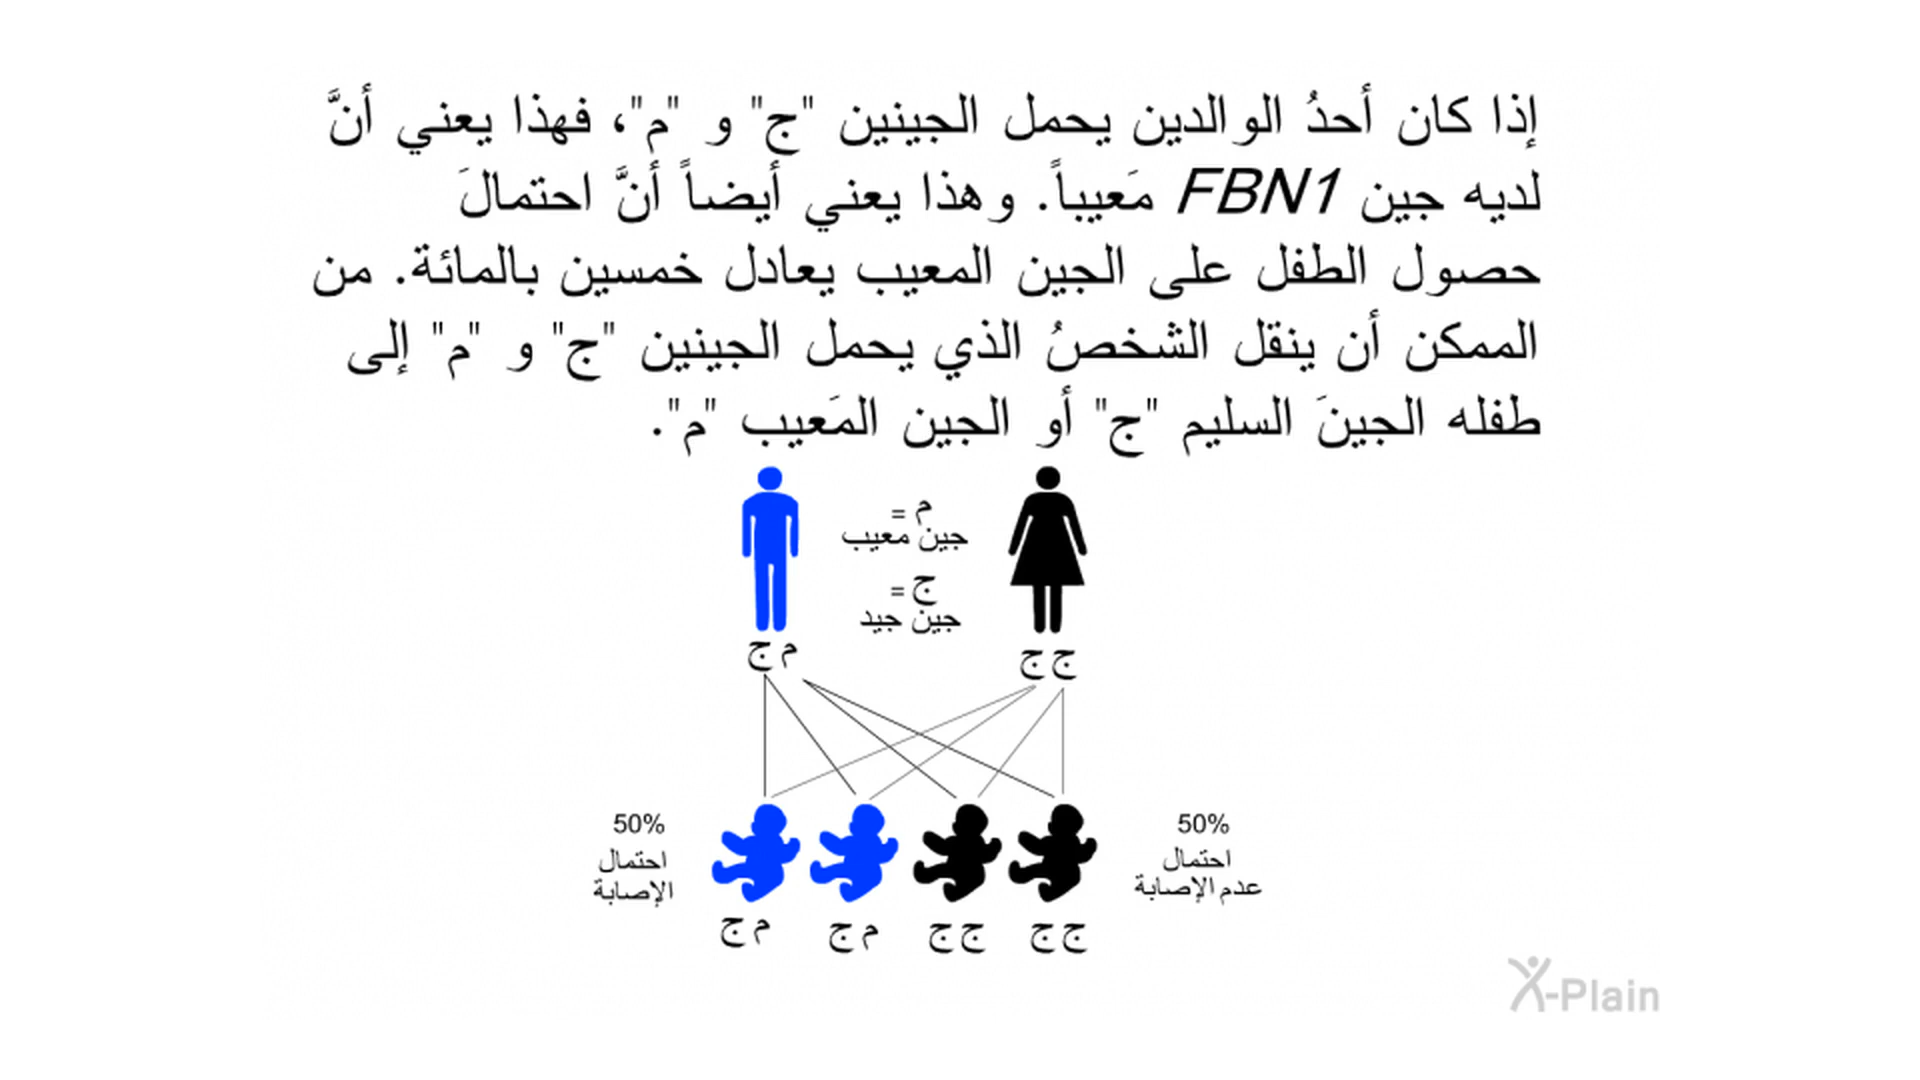 إذا كان أحدُ الوالدين يحمل الجينين "ج" و "م"، فهذا يعني أنَّ
لديه جين FBN1 مَعيباً. وهذا يعني أيضاً أنَّ احتمالَ
حصول الطفل على الجين المعيب يعادل خمسين بالمائة. من
الممكن أن ينقل الشخصُ الذي يحمل الجينين "ج" و "م" إلى
طفله الجينَ السليم "ج" أو الجين المَعيب "م".
م =
جين معيب
ج =
جين جيد
ج ج
م ج
50%
احتمال
عدم الإصابة
50%
احتمال
الإصابة
ج ج
ج ج
م ج
م ج
X-Plain